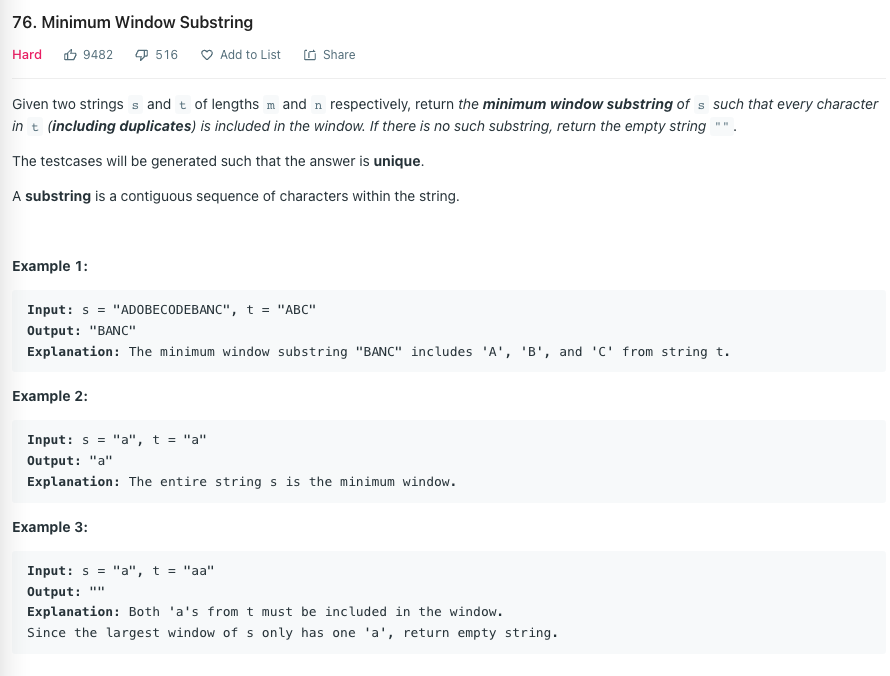 76. Minimum Window Substring
Hard 9482 516 Add to List Share
Given two strings s and t of lengths m and n respectively, return the minimum window substring of s such that every character
in t (including duplicates) is included in the window. If there is no such substring, return the empty string "".
The testcases will be generated such that the answer is unique.
A substring is a contiguous sequence of characters within the string.
Example 1:
Input: s = "ADOBECODEBANC", t = "ABC"
Output: "BANC"
Explanation: The minimum window substring "BANC" includes 'A', 'B', and 'C' from string t.
Example 2:
Input: s = "a", t = "a"
Output: "a"
Explanation: The entire string s is the minimum window.
Example 3:
Input: s = "a", t = "aa"
Output: ""
Explanation: Both 'a's from t must be included in the window.
Since the largest window of s only has one 'a', return empty string.